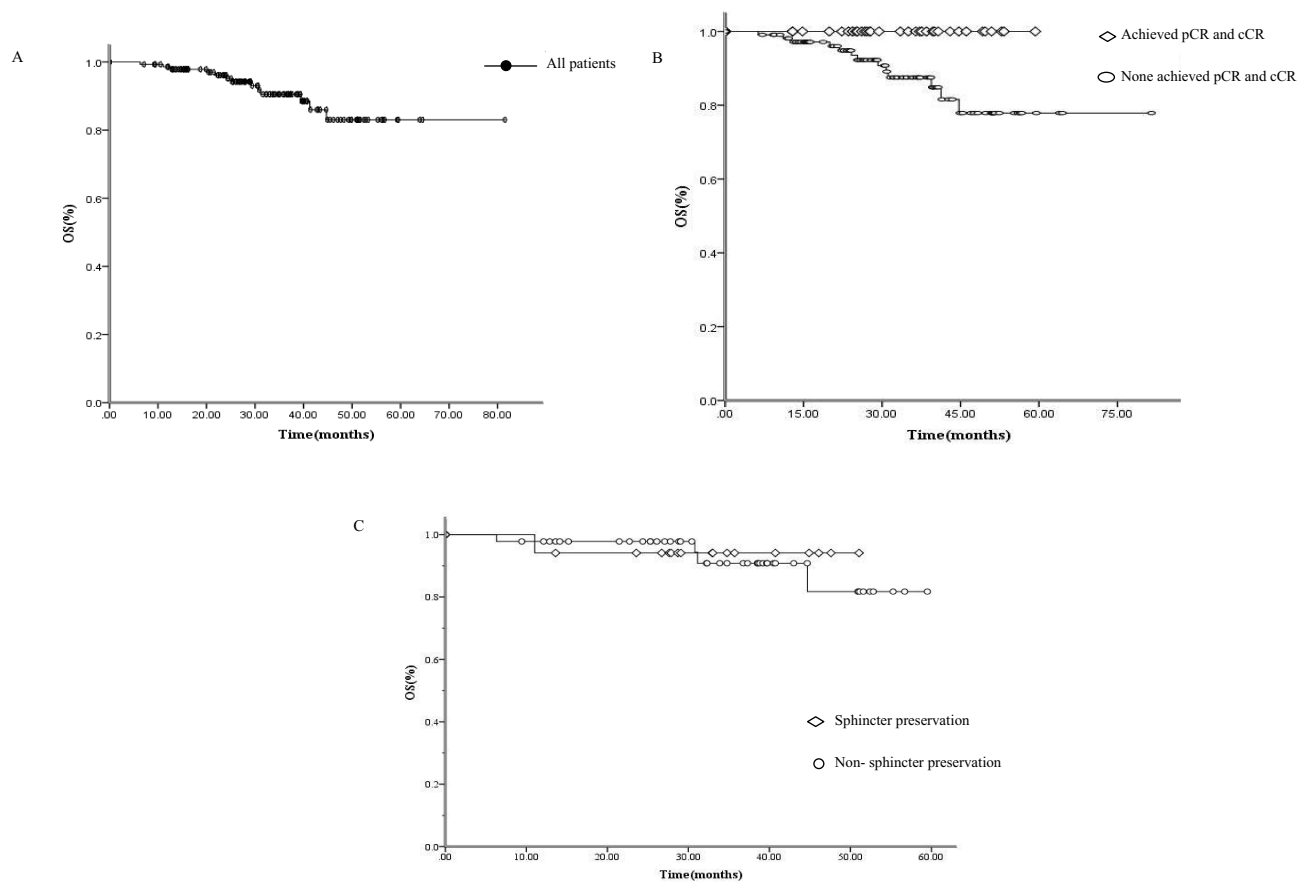 A
All patients
1.0
0.8
0.6
0.4
0.2
0.0
OS(%)
.00 10.00 20.00 30.00 40.00 50.00 60.00 70.00 80.00
Time(months)
B
Achieved pCR and cCR
None achieved pCR and cCR
1.0
0.8
0.6
0.4
0.2
0.0
OS(%)
.00 15.00 30.00 45.00 60.00 75.00
Time(months)
C
1.0
0.8
0.6
0.4
0.2
0.0
OS(%)
Sphincter preservation
Non- sphincter preservation
.00 10.00 20.00 30.00 40.00 50.00 60.00
Time(months)